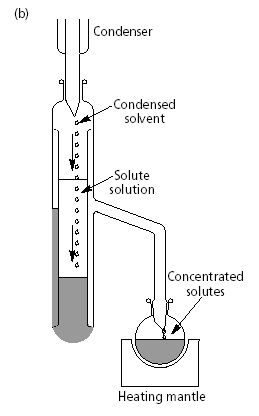 (b)
Condenser
Condensed
solvent
Solute
solution
Concentrated
solutes
Heating mantle